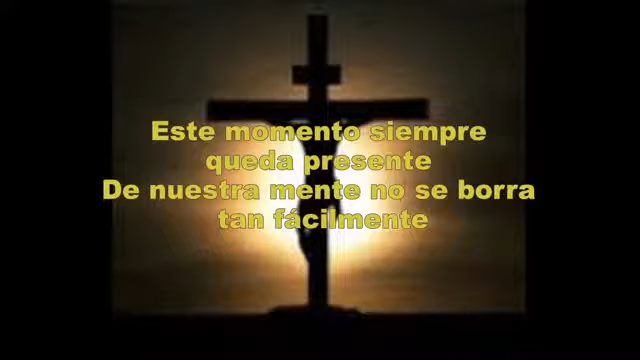 Este momento siempre
queda presente
De nuestra mente no se borra
tan fácilmente